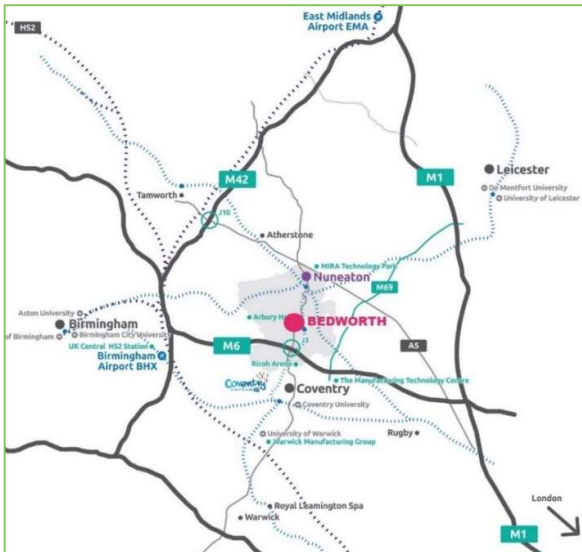 East Midlands
Airport EMA
HS2
Leicester
De Montfort University
University of Leicester
M42
M1
Tamworth
J10
Atherstone
MIRA Technology Park
Nuneaton
M69
Aston University
Birmingham
of Birmingham
Birmingham City University
UK Central HS2 Station
Birmingham
Airport BHX
Arbury
BEDWORTH
M6
J3
A5
Ricoh Arena
The Manufacturing Technology Centre
Coventry
Coventry
Coventry University
University of Warwick
Warwick Manufacturing Group
Rugby
Royal Leamington Spa
Warwick
London
M1